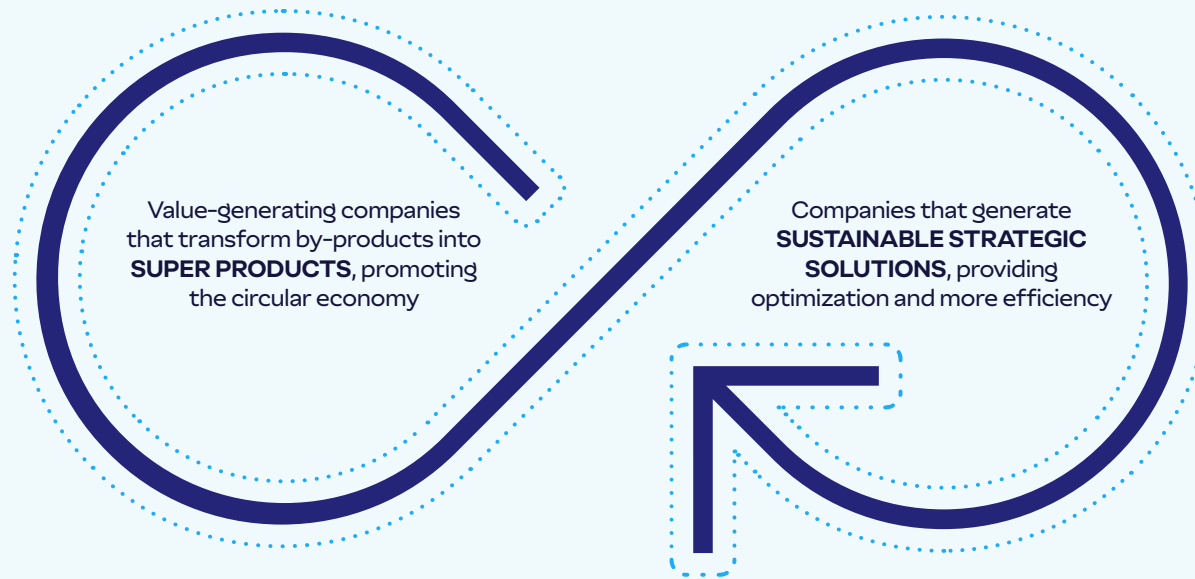 Value-generating companies
that transform by-products into
SUPER PRODUCTS, promoting
the circular economy
Companies that generate
SUSTAINABLE STRATEGIC
SOLUTIONS, providing
optimization and more efficiency